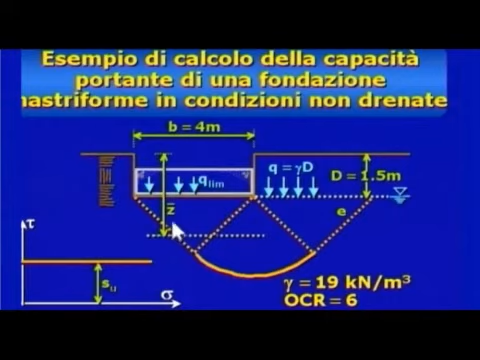 Esempio di calcolo della capacità
portante di una fondazione
nastriforme in condizioni non drenate
b = 4m
q = γD
D = 1.5m
qlim
z̄
e
τ
su
σ
γ = 19 kN/m³
OCR = 6